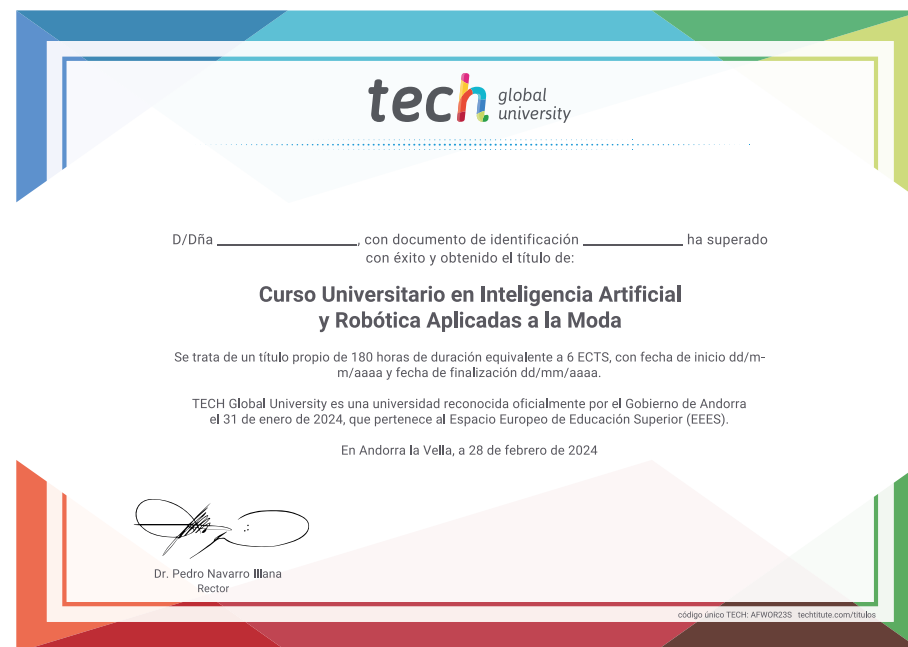 tech global
university
D/Dña ____________________, con documento de identificación ______________ ha superado
con éxito y obtenido el título de:
Curso Universitario en Inteligencia Artificial
y Robótica Aplicadas a la Moda
Se trata de un título propio de 180 horas de duración equivalente a 6 ECTS, con fecha de inicio dd/m-
m/aaaa y fecha de finalización dd/mm/aaaa.
TECH Global University es una universidad reconocida oficialmente por el Gobierno de Andorra
el 31 de enero de 2024, que pertenece al Espacio Europeo de Educación Superior (EEES).
En Andorra la Vella, a 28 de febrero de 2024
Dr. Pedro Navarro Illana
Rector
código único TECH: AFWOR23S techtitute.com/titulos